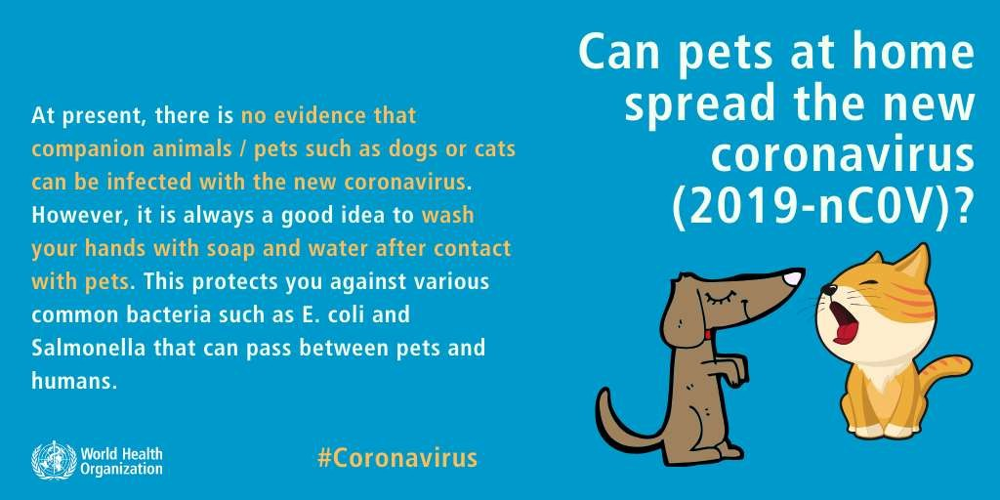 Can pets at home
spread the new
coronavirus
(2019-nC0V)?
At present, there is no evidence that
companion animals / pets such as dogs or cats
can be infected with the new coronavirus.
However, it is always a good idea to wash
your hands with soap and water after contact
with pets. This protects you against various
common bacteria such as E. coli and
Salmonella that can pass between pets and
humans.
World Health
Organization
#Coronavirus